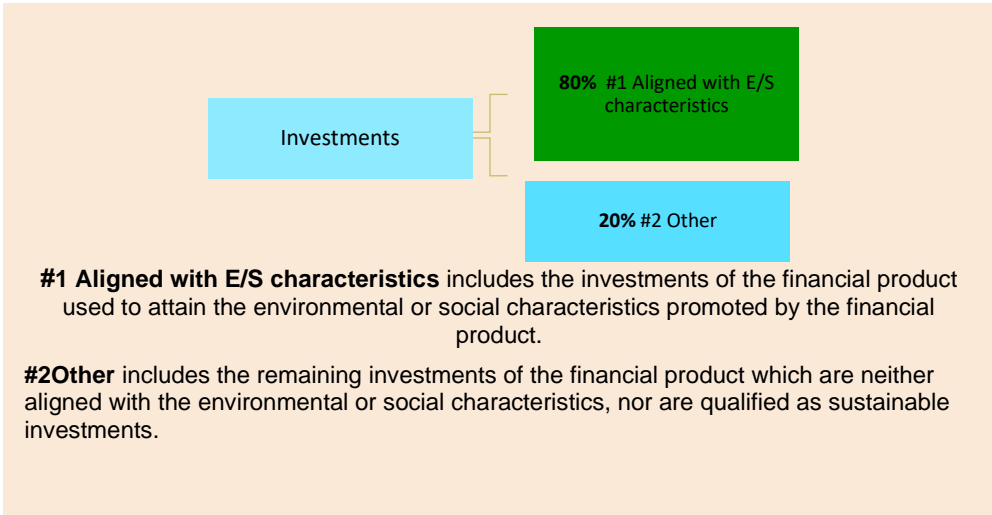 80% #1 Aligned with E/S
characteristics
Investments
20% #2 Other
#1 Aligned with E/S characteristics includes the investments of the financial product
used to attain the environmental or social characteristics promoted by the financial
product.
#2Other includes the remaining investments of the financial product which are neither
aligned with the environmental or social characteristics, nor are qualified as sustainable
investments.